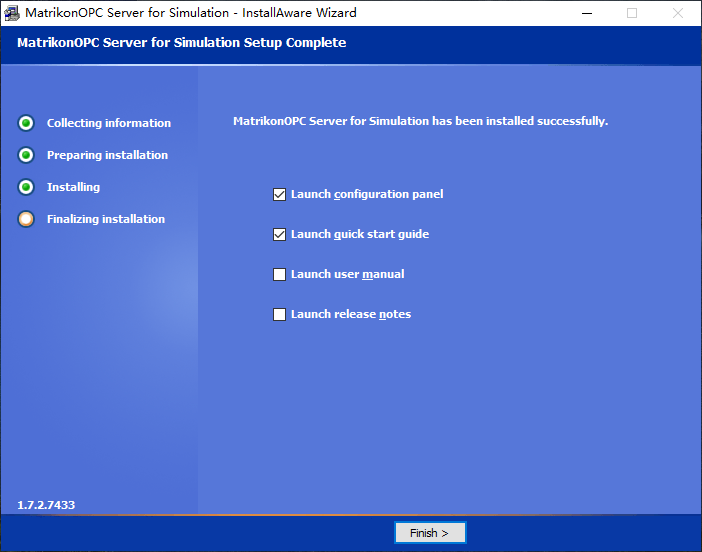 MatrikonOPC Server for Simulation - InstallAware Wizard
MatrikonOPC Server for Simulation Setup Complete
Collecting information
Preparing installation
Installing
Finalizing installation
MatrikonOPC Server for Simulation has been installed successfully.
Launch configuration panel
Launch quick start guide
Launch user manual
Launch release notes
1.7.2.7433
Finish >